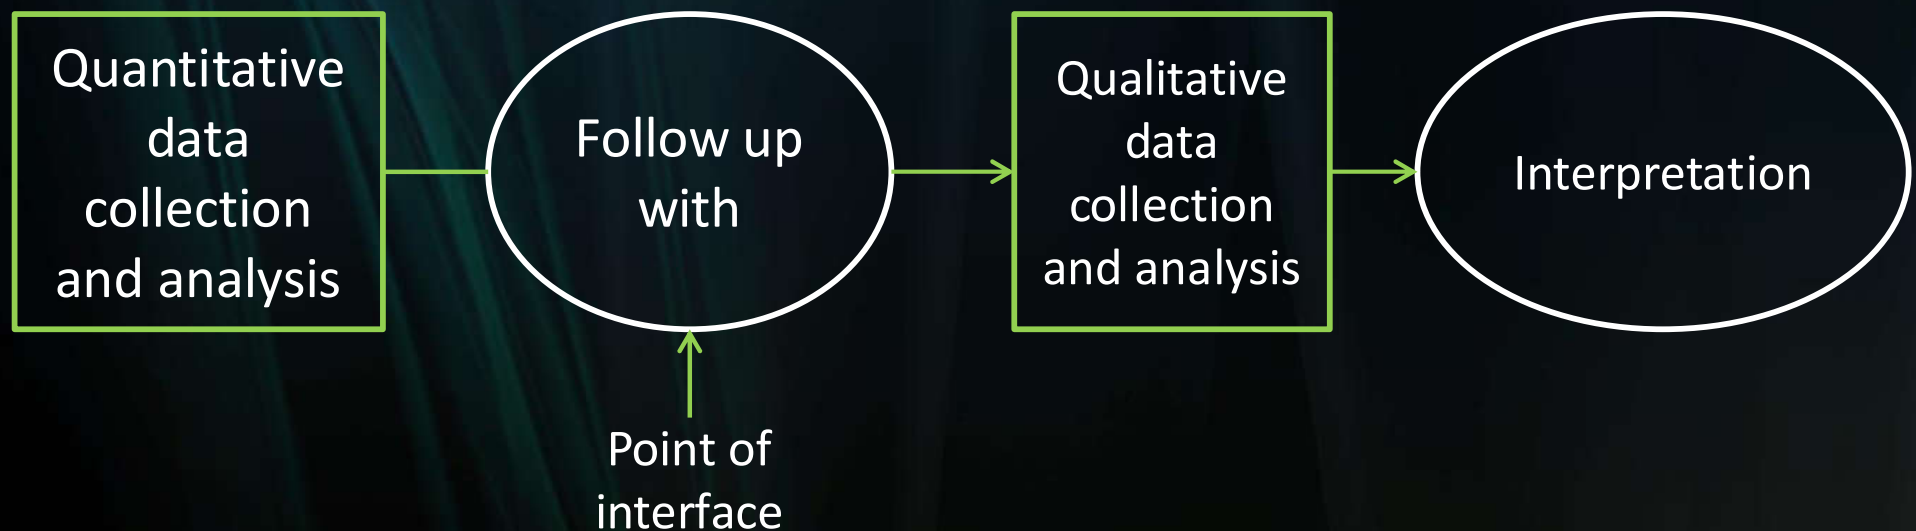 Quantitative
data
collection
and analysis
Follow up
with
Qualitative
data
collection
and analysis
Interpretation
Point of
interface